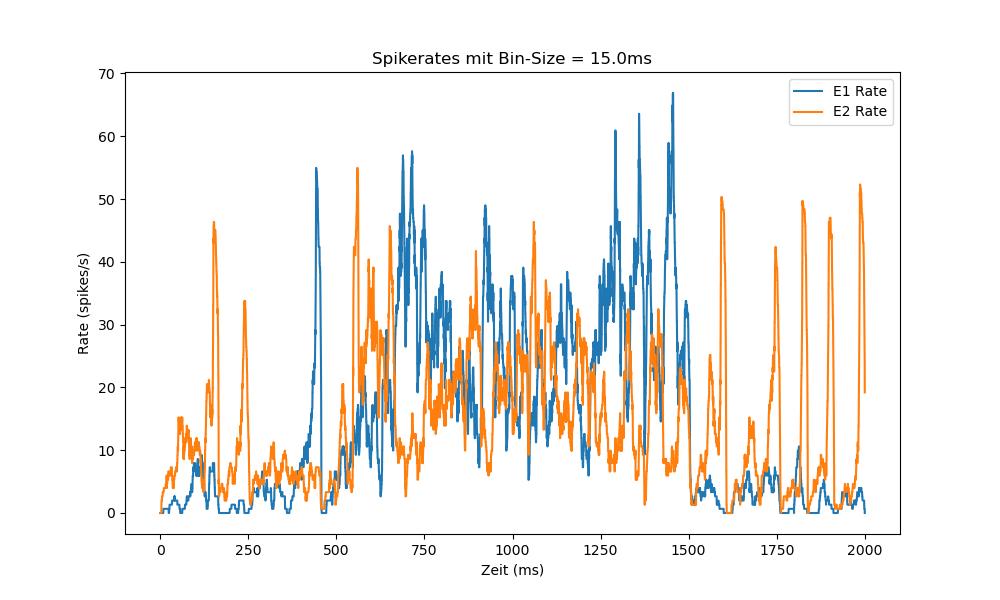 Spikerates mit Bin-Size = 15.0ms
E1 Rate
E2 Rate
70
60
50
40
30
20
10
0
Rate (spikes/s)
0 250 500 750 1000 1250 1500 1750 2000
Zeit (ms)